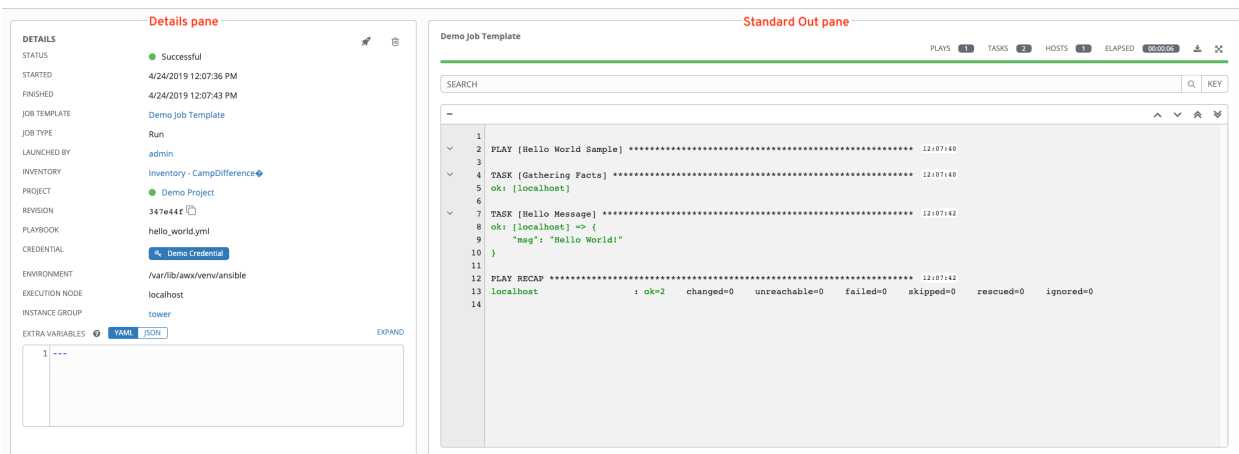 Details pane
DETAILS
STATUS Successful
STARTED 4/24/2019 12:07:36 PM
FINISHED 4/24/2019 12:07:43 PM
JOB TEMPLATE Demo Job Template
JOB TYPE Run
LAUNCHED BY admin
INVENTORY Inventory - CampDifference�
PROJECT Demo Project
REVISION 347e44f
PLAYBOOK hello_world.yml
CREDENTIAL Demo Credential
ENVIRONMENT /var/lib/awx/venv/ansible
EXECUTION NODE localhost
INSTANCE GROUP tower
EXTRA VARIABLES ? YAML JSON EXPAND
1 ---
Standard Out pane
Demo Job Template
PLAYS 1 TASKS 2 HOSTS 1 ELAPSED 00:00:06
SEARCH KEY
1
2 PLAY [Hello World Sample] ****************************************************** 12:07:40
3
4 TASK [Gathering Facts] ********************************************************* 12:07:40
5 ok: [localhost]
6
7 TASK [Hello Message] *********************************************************** 12:07:42
8 ok: [localhost] => {
9 "msg": "Hello World!"
10 }
11
12 PLAY RECAP ********************************************************************* 12:07:42
13 localhost : ok=2 changed=0 unreachable=0 failed=0 skipped=0 rescued=0 ignored=0
14